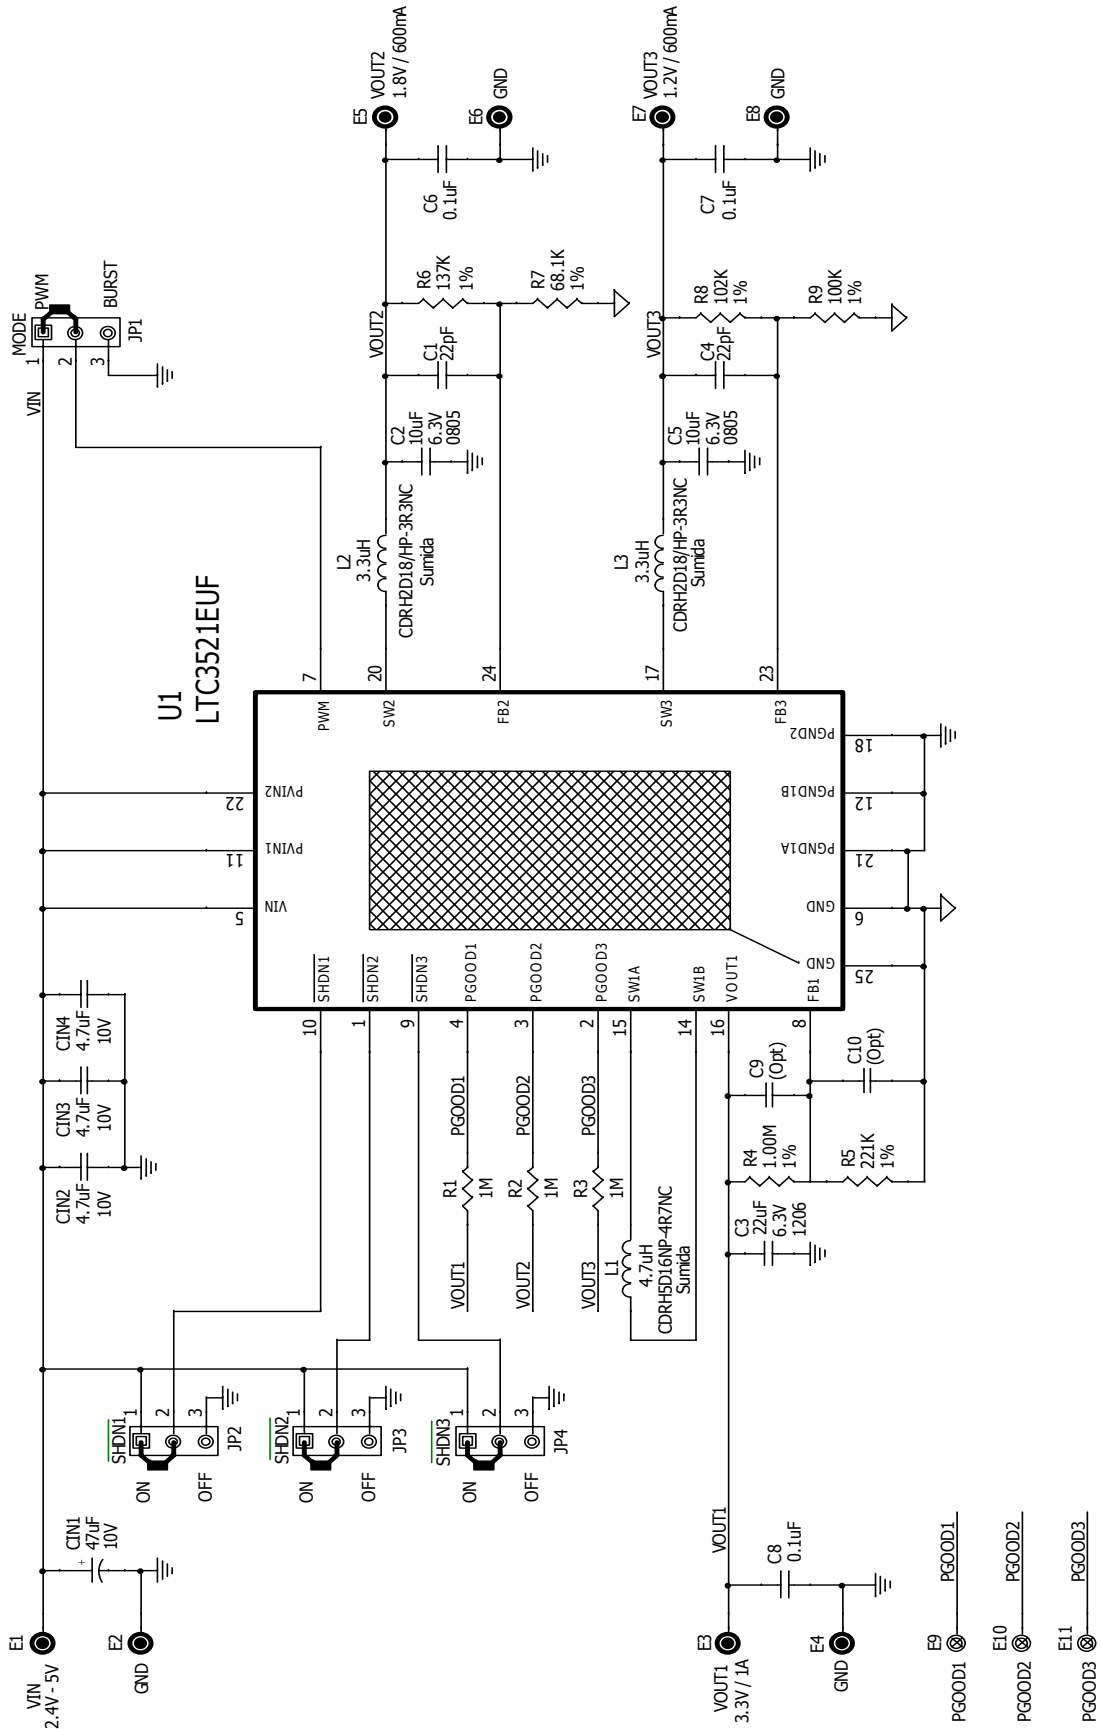 E1
VIN
2.4V - 5V
E2
GND
+
CIN1
47uF
10V
SHDN1
ON
OFF
1
2
3
JP2
SHDN2
ON
OFF
1
2
3
JP3
SHDN3
ON
OFF
1
2
3
JP4
CIN2
4.7uF
10V
CIN3
4.7uF
10V
CIN4
4.7uF
10V
VIN
MODE
PWM
BURST
1
2
3
JP1
U1
LTC3521EUF
5
VIN
11
PVIN1
22
PVIN2
10
SHDN1
1
SHDN2
9
SHDN3
4
PGOOD1
3
PGOOD2
2
PGOOD3
15
SW1A
14
SW1B
16
VOUT1
8
FB1
7
PWM
20
SW2
24
FB2
17
SW3
23
FB3
25
GND
6
GND
21
PGND1A
12
PGND1B
18
PGND2
VOUT1
R1
1M
PGOOD1
VOUT2
R2
1M
PGOOD2
VOUT3
R3
1M
PGOOD3
L1
4.7uH
CDRH5D16NP-4R7NC
Sumida
C3
22uF
6.3V
1206
R4
1.00M
1%
R5
221K
1%
C9
(Opt)
C10
(Opt)
VOUT1
C8
0.1uF
E3
VOUT1
3.3V / 1A
E4
GND
L2
3.3uH
CDRH2D18/HP-3R3NC
Sumida
C2
10uF
6.3V
0805
C1
22pF
VOUT2
R6
137K
1%
R7
68.1K
1%
C6
0.1uF
E5
VOUT2
1.8V / 600mA
E6
GND
L3
3.3uH
CDRH2D18/HP-3R3NC
Sumida
C5
10uF
6.3V
0805
C4
22pF
VOUT3
R8
102K
1%
R9
100K
1%
C7
0.1uF
E7
VOUT3
1.2V / 600mA
E8
GND
E9
PGOOD1
PGOOD1
E10
PGOOD2
PGOOD2
E11
PGOOD3
PGOOD3